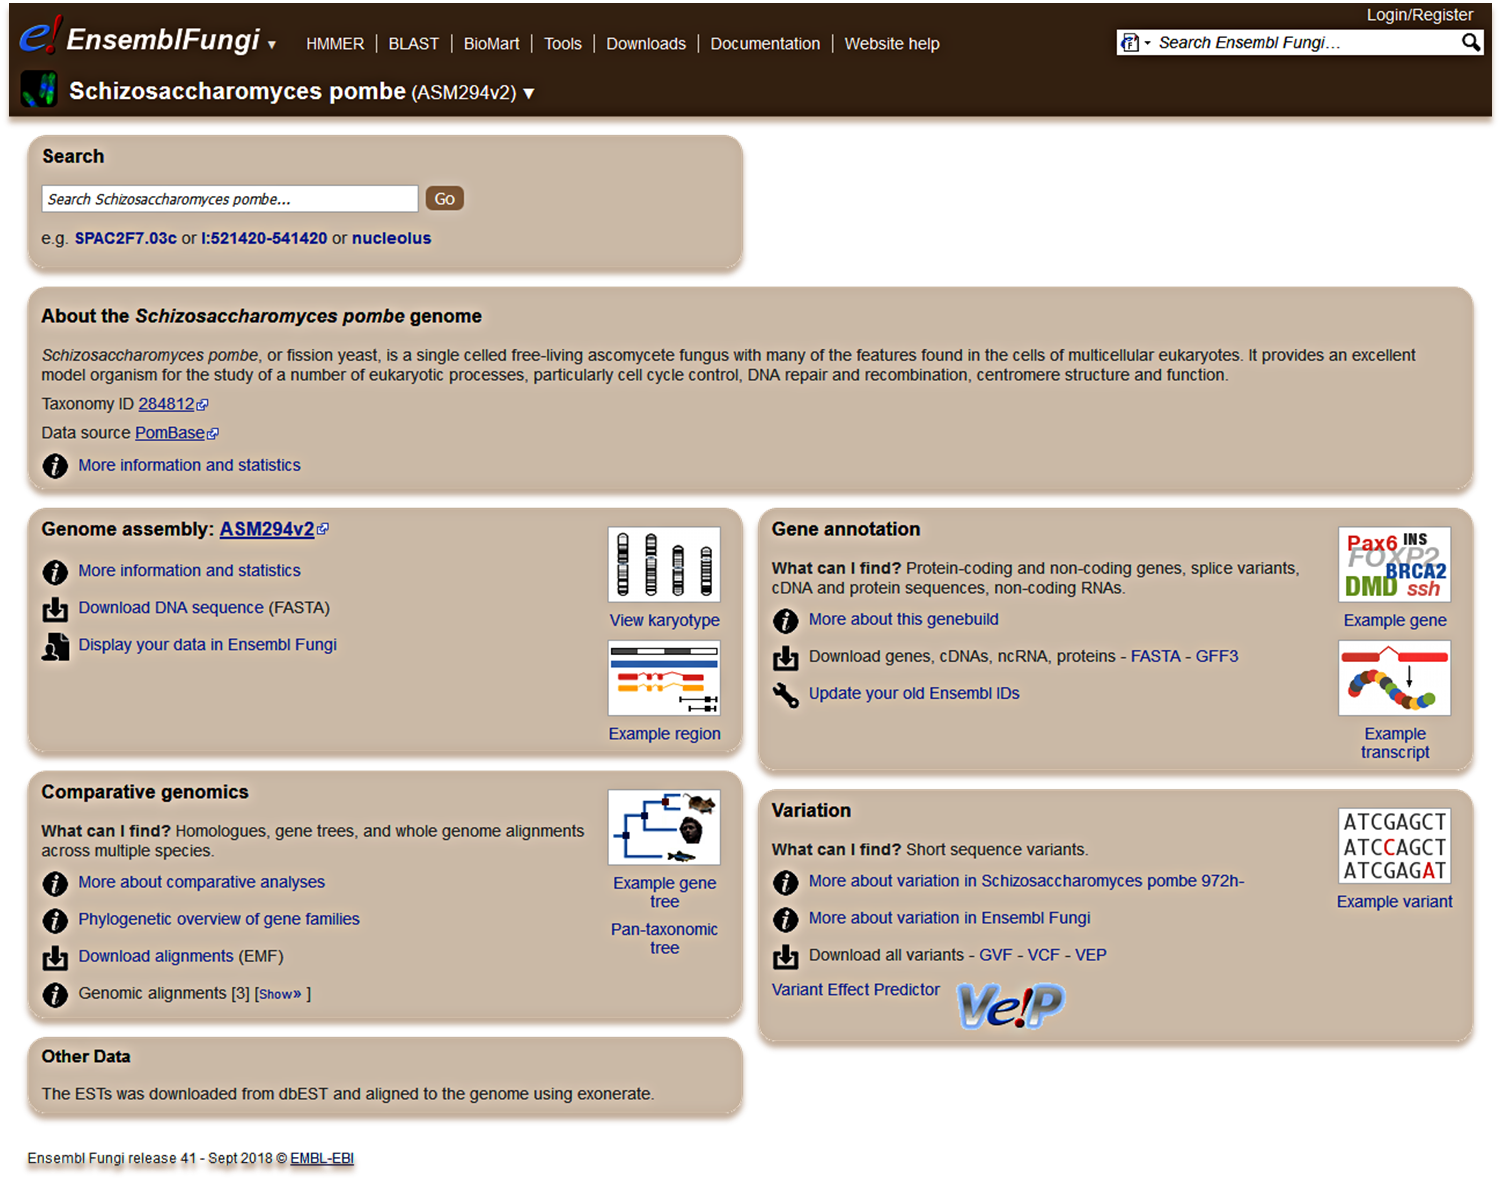 Login/Register
e! EnsemblFungi ▼ HMMER | BLAST | BioMart | Tools | Downloads | Documentation | Website help
Search Ensembl Fungi…
Schizosaccharomyces pombe (ASM294v2) ▼
Search
Search Schizosaccharomyces pombe...
Go
e.g. SPAC2F7.03c or I:521420-541420 or nucleolus
About the Schizosaccharomyces pombe genome
Schizosaccharomyces pombe, or fission yeast, is a single celled free-living ascomycete fungus with many of the features found in the cells of multicellular eukaryotes. It provides an excellent
model organism for the study of a number of eukaryotic processes, particularly cell cycle control, DNA repair and recombination, centromere structure and function.
Taxonomy ID 284812
Data source PomBase
More information and statistics
Genome assembly: ASM294v2
More information and statistics
Download DNA sequence (FASTA)
Display your data in Ensembl Fungi
View karyotype
Example region
Gene annotation
What can I find? Protein-coding and non-coding genes, splice variants,
cDNA and protein sequences, non-coding RNAs.
More about this genebuild
Download genes, cDNAs, ncRNA, proteins - FASTA - GFF3
Update your old Ensembl IDs
Pax6 INS
FOXP2
BRCA2
DMD ssh
Example gene
Example
transcript
Comparative genomics
What can I find? Homologues, gene trees, and whole genome alignments
across multiple species.
More about comparative analyses
Phylogenetic overview of gene families
Download alignments (EMF)
Genomic alignments [3] [Show» ]
Example gene
tree
Pan-taxonomic
tree
Variation
What can I find? Short sequence variants.
More about variation in Schizosaccharomyces pombe 972h-
More about variation in Ensembl Fungi
Download all variants - GVF - VCF - VEP
Variant Effect Predictor Ve!P
ATCGAGCT
ATCCAGCT
ATCGAGAT
Example variant
Other Data
The ESTs was downloaded from dbEST and aligned to the genome using exonerate.
Ensembl Fungi release 41 - Sept 2018 © EMBL-EBI